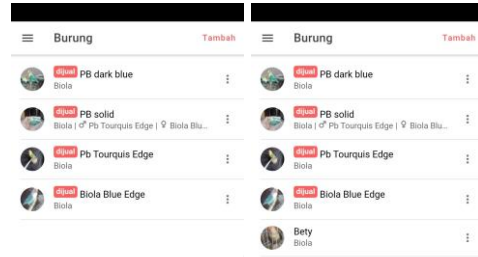 Burung Tambah
dijual PB dark blue
Biola
dijual PB solid
Biola | ♂ Pb Tourquis Edge | ♀ Biola Blu...
dijual Pb Tourquis Edge
Biola
dijual Biola Blue Edge
Biola
Burung Tambah
dijual PB dark blue
Biola
dijual PB solid
Biola | ♂ Pb Tourquis Edge | ♀ Biola Blu...
dijual Pb Tourquis Edge
Biola
dijual Biola Blue Edge
Biola
Bety
Biola